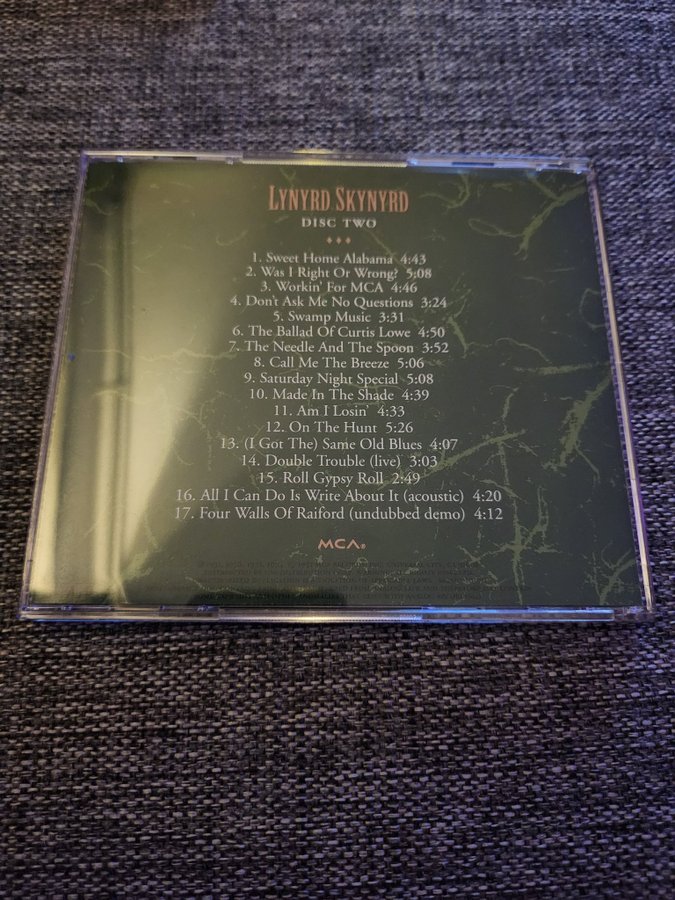 LYNYRD SKYNYRD
DISC TWO
1. Sweet Home Alabama 4:43
2. Was I Right Or Wrong? 5:08
3. Workin' For MCA 4:46
4. Don't Ask Me No Questions 3:24
5. Swamp Music 3:31
6. The Ballad Of Curtis Lowe 4:50
7. The Needle And The Spoon 3:52
8. Call Me The Breeze 5:06
9. Saturday Night Special 5:08
10. Made In The Shade 4:39
11. Am I Losin' 4:33
12. On The Hunt 5:26
13. (I Got The) Same Old Blues 4:07
14. Double Trouble (live) 3:03
15. Roll Gypsy Roll 2:49
16. All I Can Do Is Write About It (acoustic) 4:20
17. Four Walls Of Raiford (undubbed demo) 4:12
MCA®